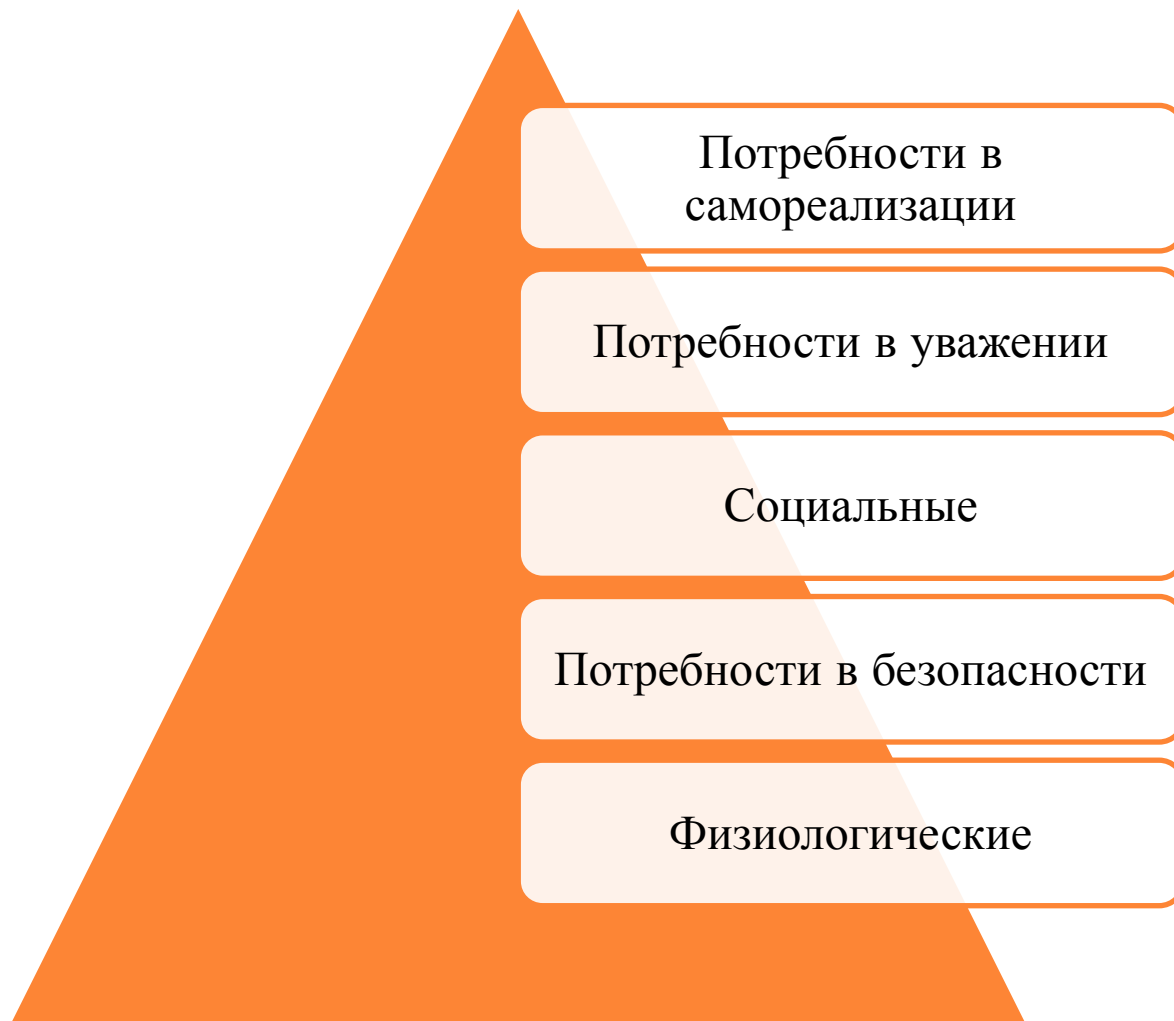 Потребности в
самореализации
Потребности в уважении
Социальные
Потребности в безопасности
Физиологические